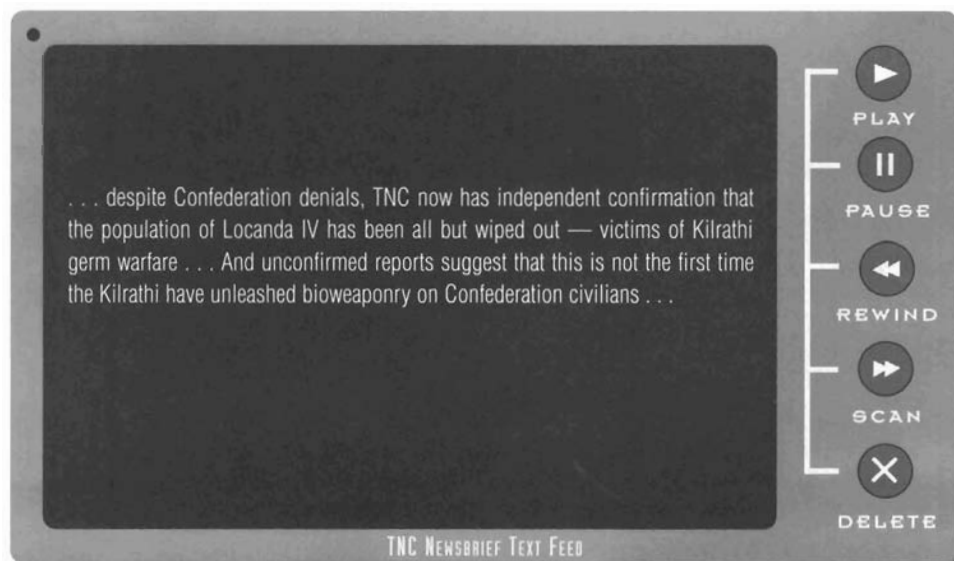 . . . despite Confederation denials, TNC now has independent confirmation that
the population of Locanda IV has been all but wiped out — victims of Kilrathi
germ warfare . . . And unconfirmed reports suggest that this is not the first time
the Kilrathi have unleashed bioweaponry on Confederation civilians . . .
PLAY
PAUSE
REWIND
SCAN
DELETE
TNC NEWSBRIEF TEXT FEED